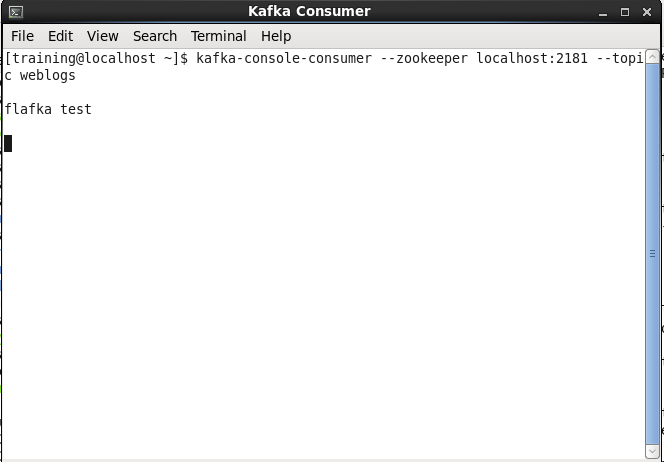 Kafka Consumer
File Edit View Search Terminal Help
[training@localhost ~]$ kafka-console-consumer --zookeeper localhost:2181 --topi
c weblogs
flafka test